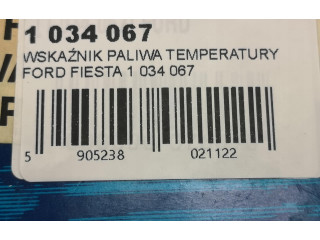 1 034 067
WSKAŹNIK PALIWA TEMPERATURY
FORD FIESTA 1 034 067
5 905238 021122